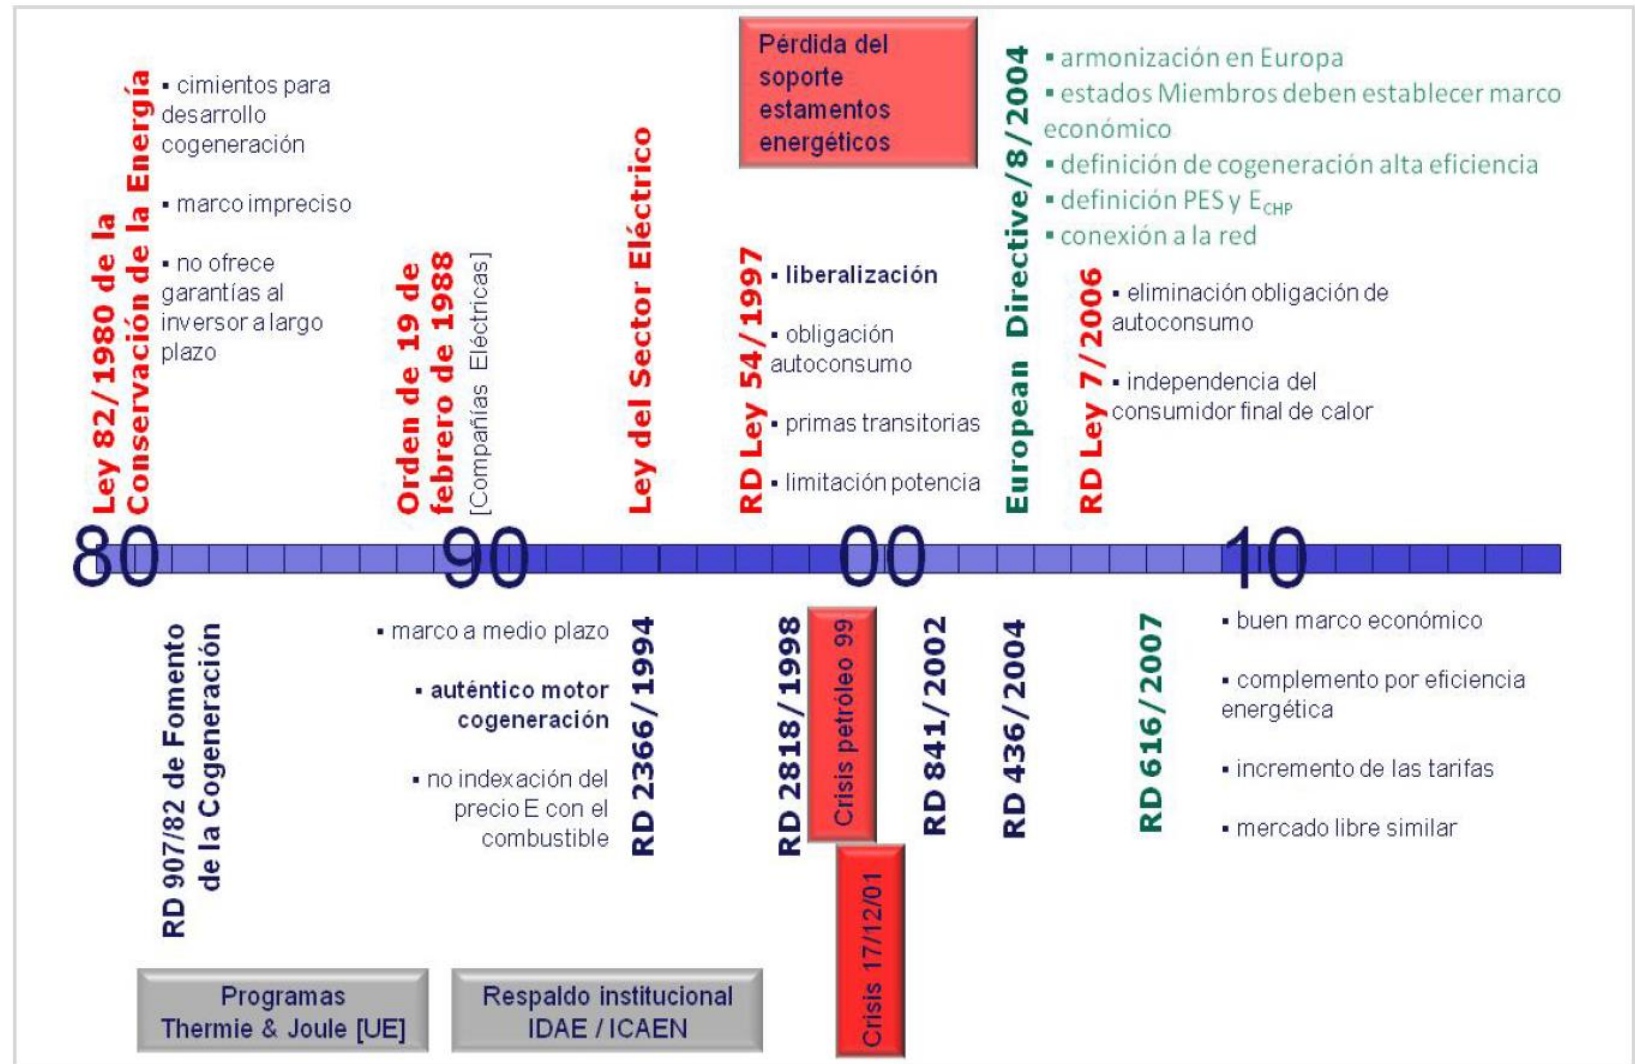 Ley 82/1980 de la
Conservación de la Energía
▪ cimientos para
desarrollo
cogeneración
▪ marco impreciso
▪ no ofrece
garantías al
inversor a largo
plazo
Orden de 19 de
febrero de 1988
[Compañías Eléctricas]
Ley del Sector Eléctrico
Pérdida del
soporte
estamentos
energéticos
RD Ley 54/1997
▪ liberalización
▪ obligación
autoconsumo
▪ primas transitorias
▪ limitación potencia
European Directive/8/2004
▪ armonización en Europa
▪ estados Miembros deben establecer marco
económico
▪ definición de cogeneración alta eficiencia
▪ definición PES y E_CHP
▪ conexión a la red
RD Ley 7/2006
▪ eliminación obligación de
autoconsumo
▪ independencia del
consumidor final de calor
80 90 00 10
RD 907/82 de Fomento
de la Cogeneración
▪ marco a medio plazo
▪ auténtico motor
cogeneración
▪ no indexación del
precio E con el
combustible
RD 2366/1994
RD 2818/1998
Crisis petróleo 99
Crisis 17/12/01
RD 841/2002
RD 436/2004
RD 616/2007
▪ buen marco económico
▪ complemento por eficiencia
energética
▪ incremento de las tarifas
▪ mercado libre similar
Programas
Thermie & Joule [UE]
Respaldo institucional
IDAE / ICAEN